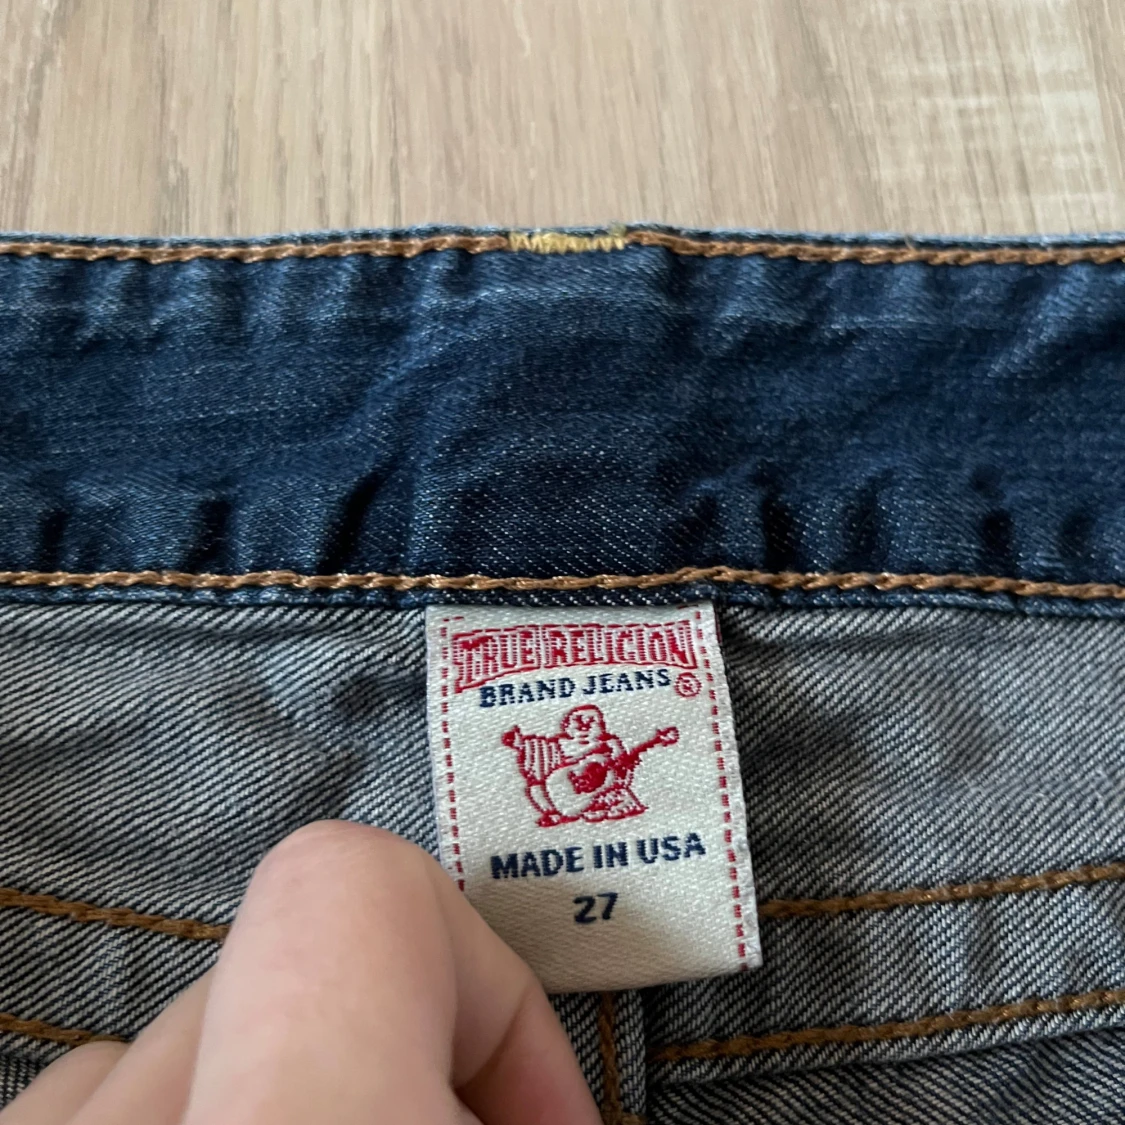 TRUE RELIGION
BRAND JEANS®
MADE IN USA
27